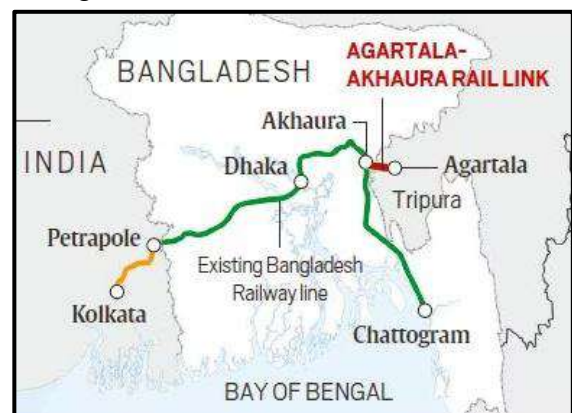 BANGLADESH
AGARTALA-
AKHAURA RAIL LINK
Akhaura
INDIA
Dhaka
Agartala
Tripura
Petrapole
Existing Bangladesh
Railway line
Kolkata
Chattogram
BAY OF BENGAL